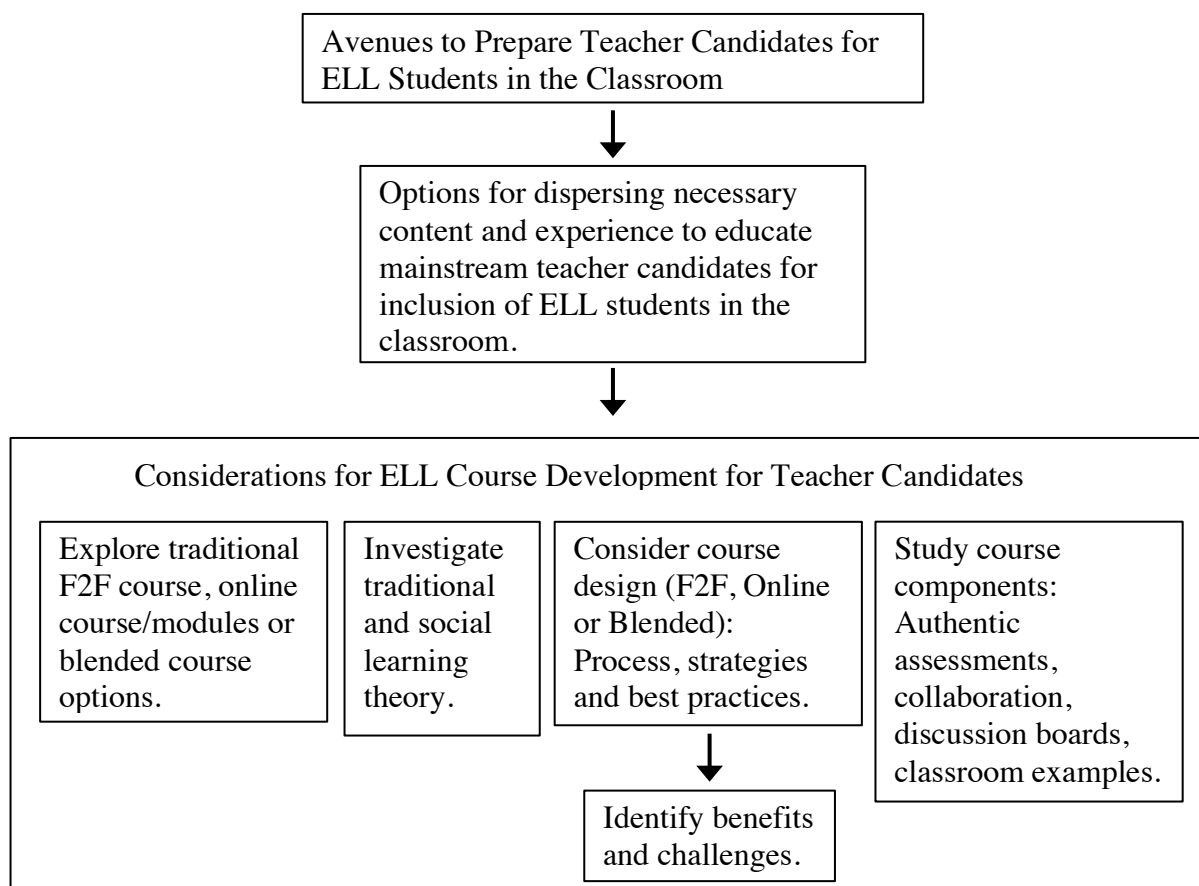 Avenues to Prepare Teacher Candidates for
ELL Students in the Classroom
Options for dispersing necessary
content and experience to educate
mainstream teacher candidates for
inclusion of ELL students in the
classroom.
Considerations for ELL Course Development for Teacher Candidates
Explore traditional
F2F course, online
course/modules or
blended course
options.
Investigate
traditional
and social
learning
theory.
Consider course
design (F2F, Online
or Blended):
Process, strategies
and best practices.
Study course
components:
Authentic
assessments,
collaboration,
discussion boards,
classroom examples.
Identify benefits
and challenges.